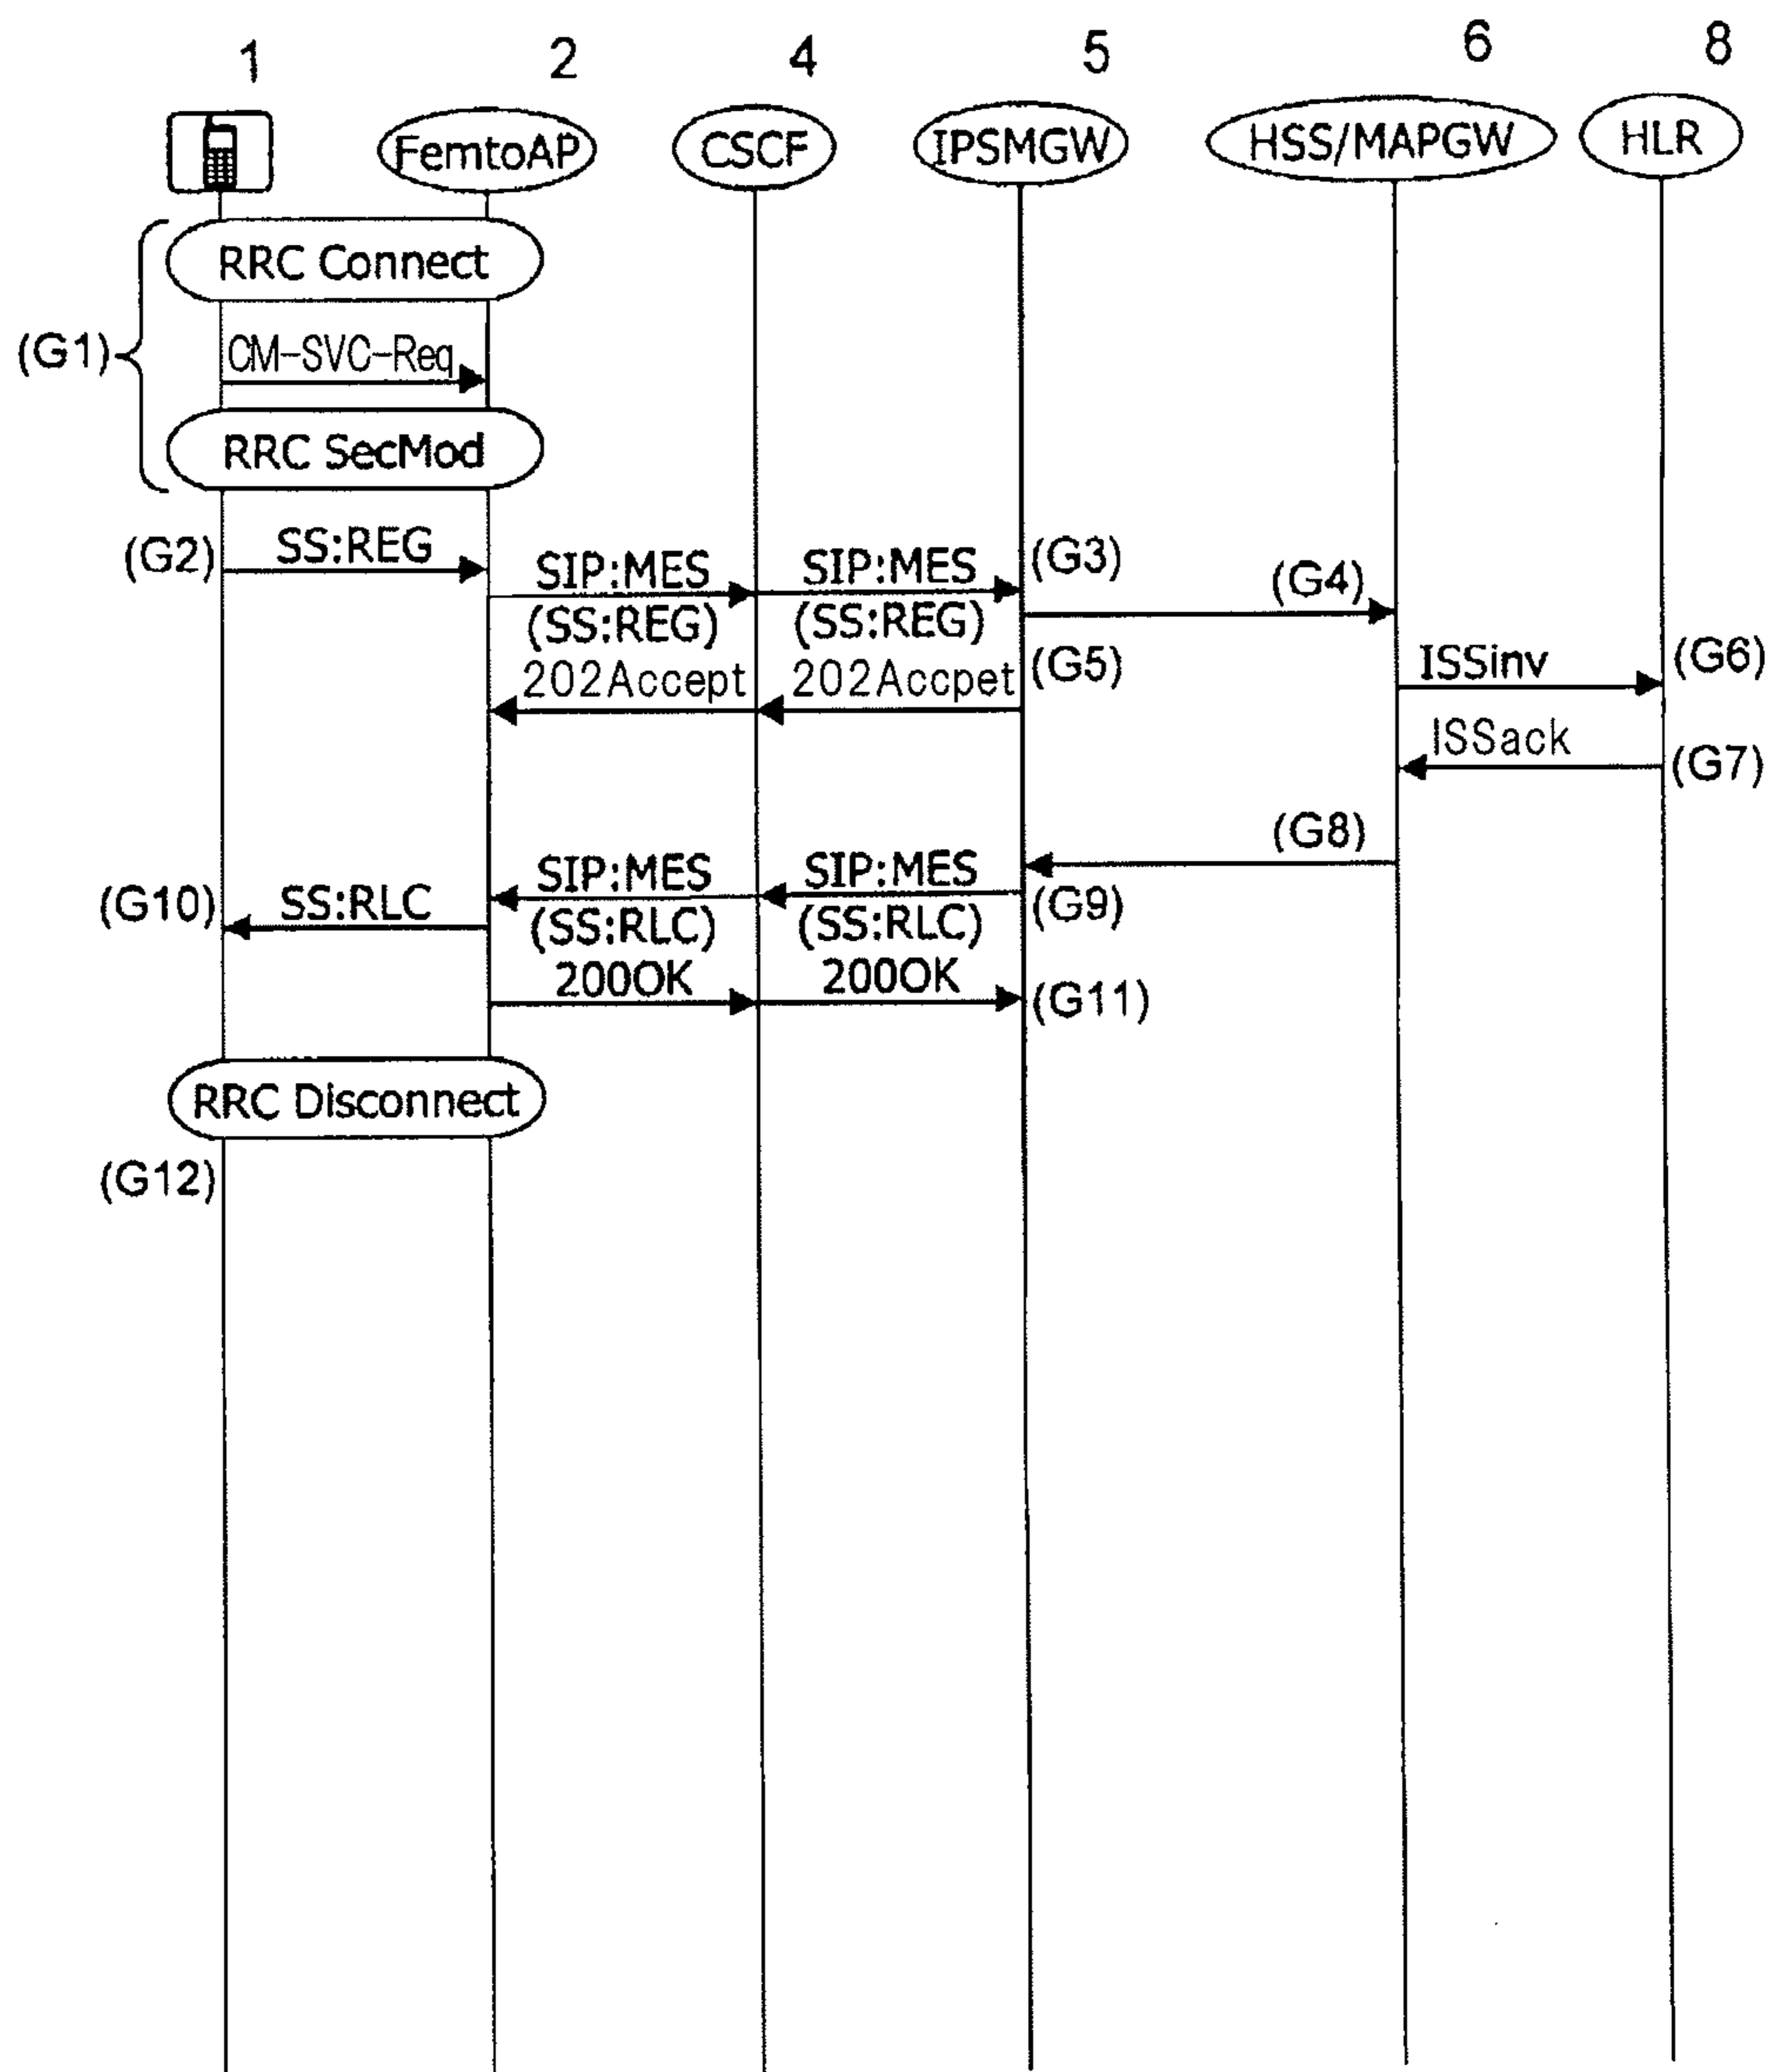 1 2 4 5 6 8
FemtoAP CSCF IPSMGW HSS/MAPGW HLR
RRC Connect
(G1) CM-SVC-Req
RRC SecMod
(G2) SS:REG
SIP:MES SIP:MES (G3) (G4)
(SS:REG) (SS:REG)
202Accept 202Accpet (G5) ISSinv (G6)
ISSack (G7)
(G8)
SIP:MES SIP:MES
(G10) SS:RLC (SS:RLC) (SS:RLC) (G9)
200OK 200OK (G11)
RRC Disconnect
(G12)